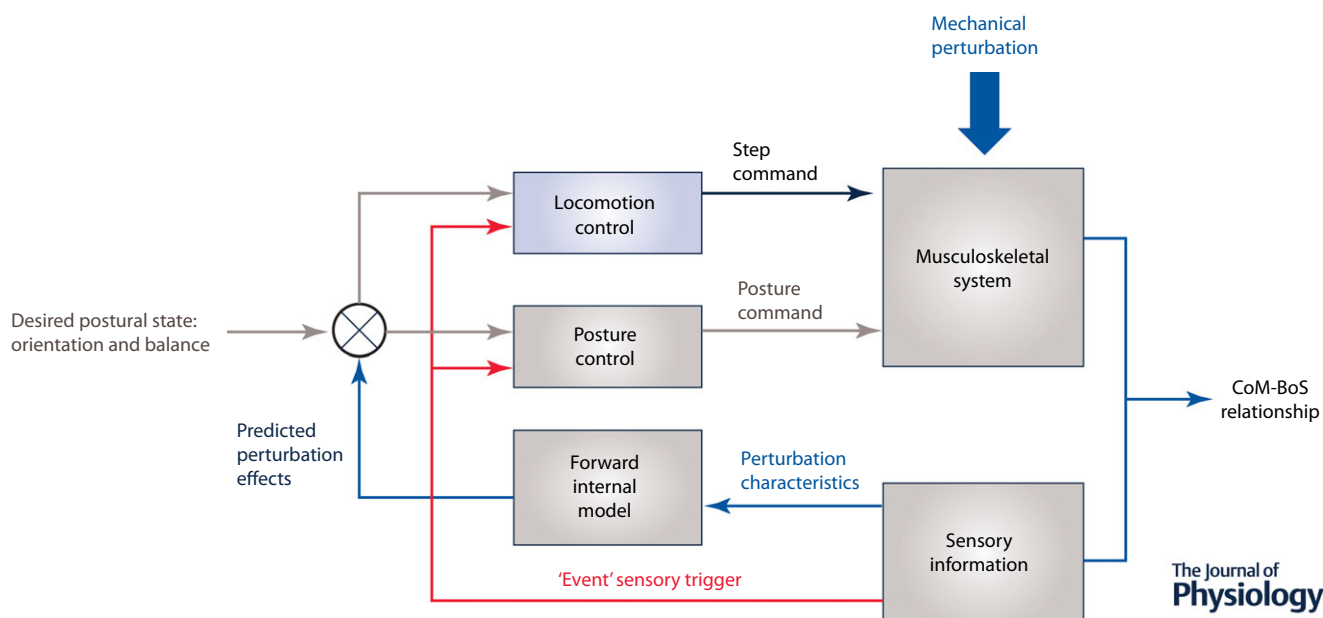 Mechanical
perturbation
Step
command
Locomotion
control
Musculoskeletal
system
Desired postural state:
orientation and balance
Posture
command
Posture
control
CoM-BoS
relationship
Predicted
perturbation
effects
Forward
internal
model
Perturbation
characteristics
Sensory
information
‘Event’ sensory trigger
The Journal of
Physiology